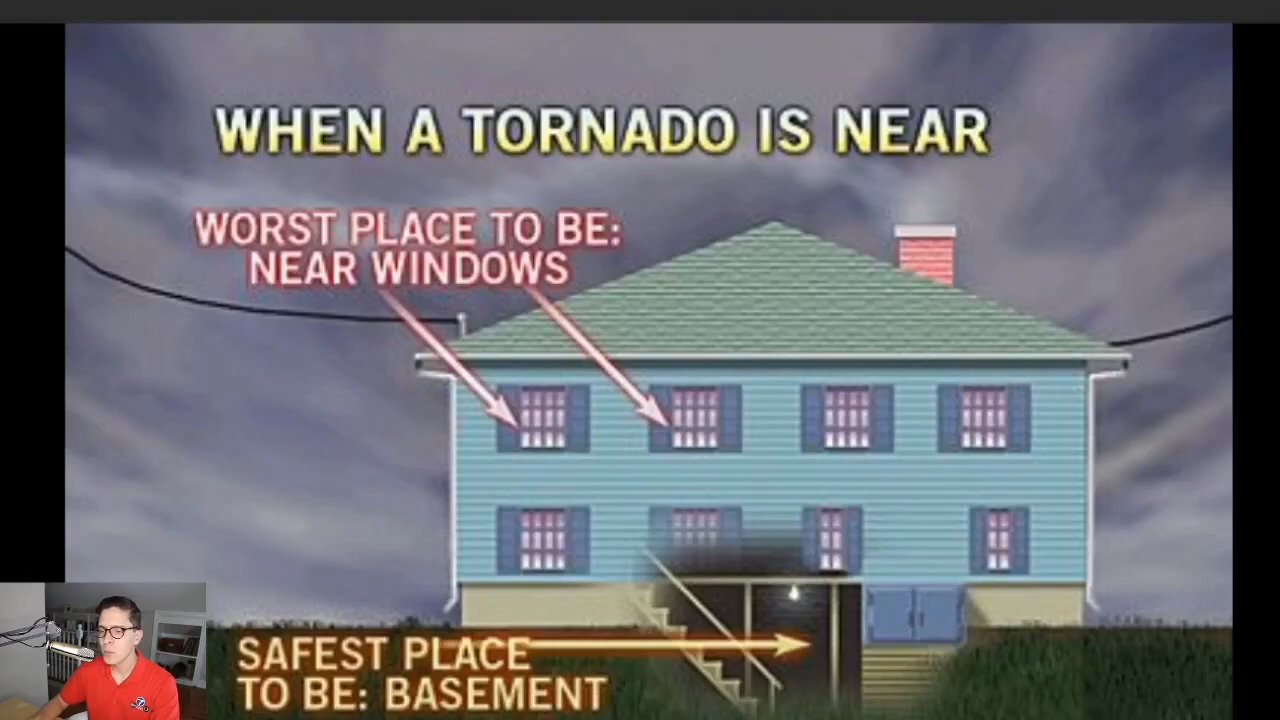 WHEN A TORNADO IS NEAR
WORST PLACE TO BE:
NEAR WINDOWS
SAFEST PLACE
TO BE: BASEMENT